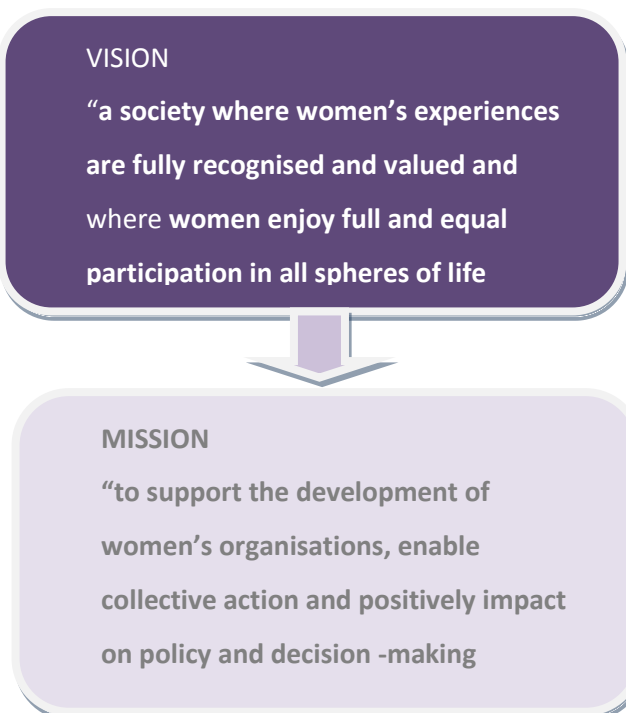 VISION
“a society where women’s experiences
are fully recognised and valued and
where women enjoy full and equal
participation in all spheres of life
MISSION
“to support the development of
women’s organisations, enable
collective action and positively impact
on policy and decision -making